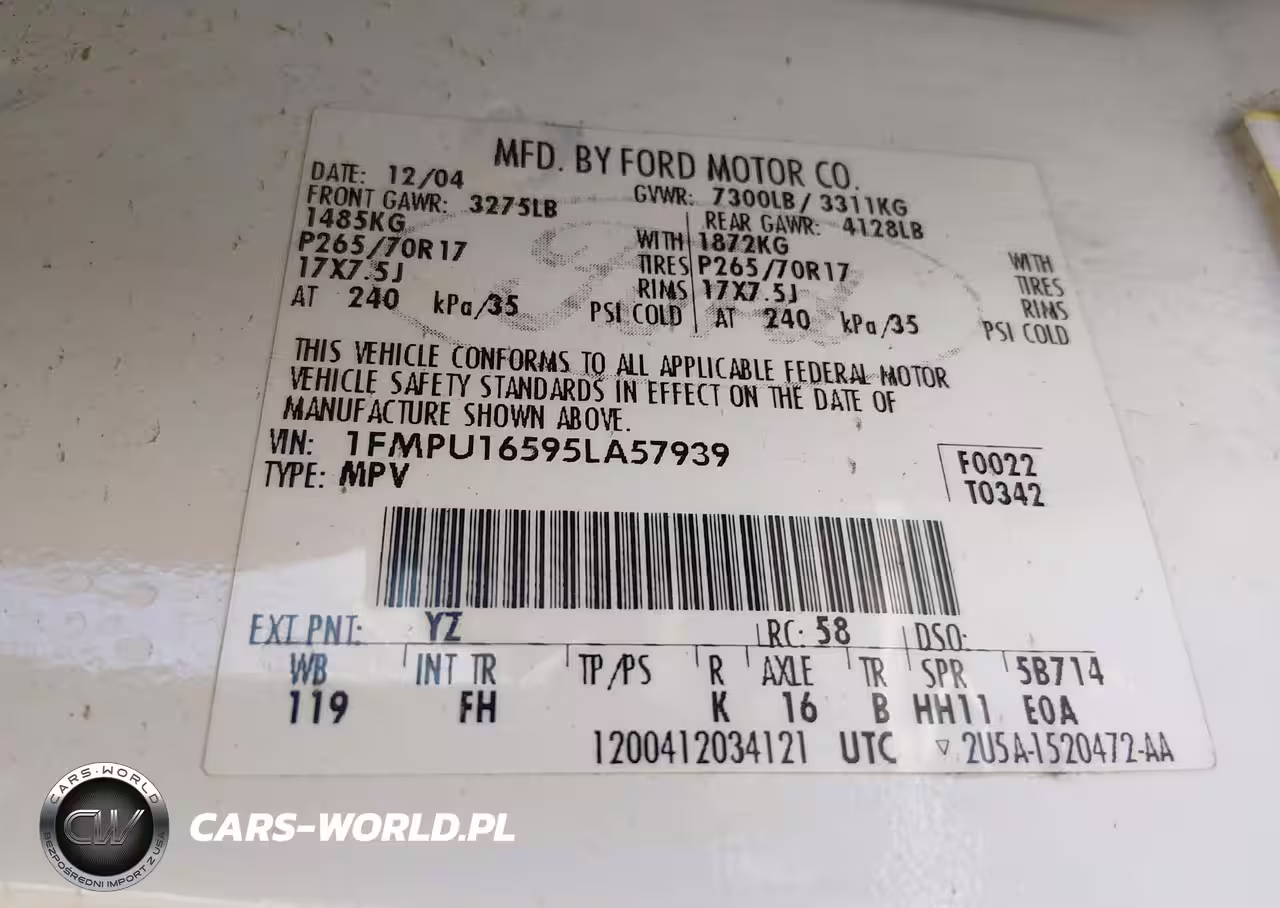 MFD. BY FORD MOTOR CO.
DATE: 12/04 GVWR: 7300LB / 3311KG
FRONT GAWR: 3275LB REAR GAWR: 4128LB
1485KG WITH 1872KG WITH
P265/70R17 TIRES P265/70R17 TIRES
17X7.5J RIMS 17X7.5J RIMS
AT 240 kPa/35 PSI COLD AT 240 kPa/35 PSI COLD
THIS VEHICLE CONFORMS TO ALL APPLICABLE FEDERAL MOTOR
VEHICLE SAFETY STANDARDS IN EFFECT ON THE DATE OF
MANUFACTURE SHOWN ABOVE.
VIN: 1FMPU16595LA57939
TYPE: MPV
F0022
T0342
EXT PNT: YZ RC: 58 DSO:
WB INT TR TP/PS R AXLE TR SPR 5B714
119 FH K 16 B HH11 E0A
1200412034121 UTC ▽ 2U5A-1520472-AA
CARS-WORLD
CW
BEZPOŚREDNI IMPORT Z USA
CARS-WORLD.PL